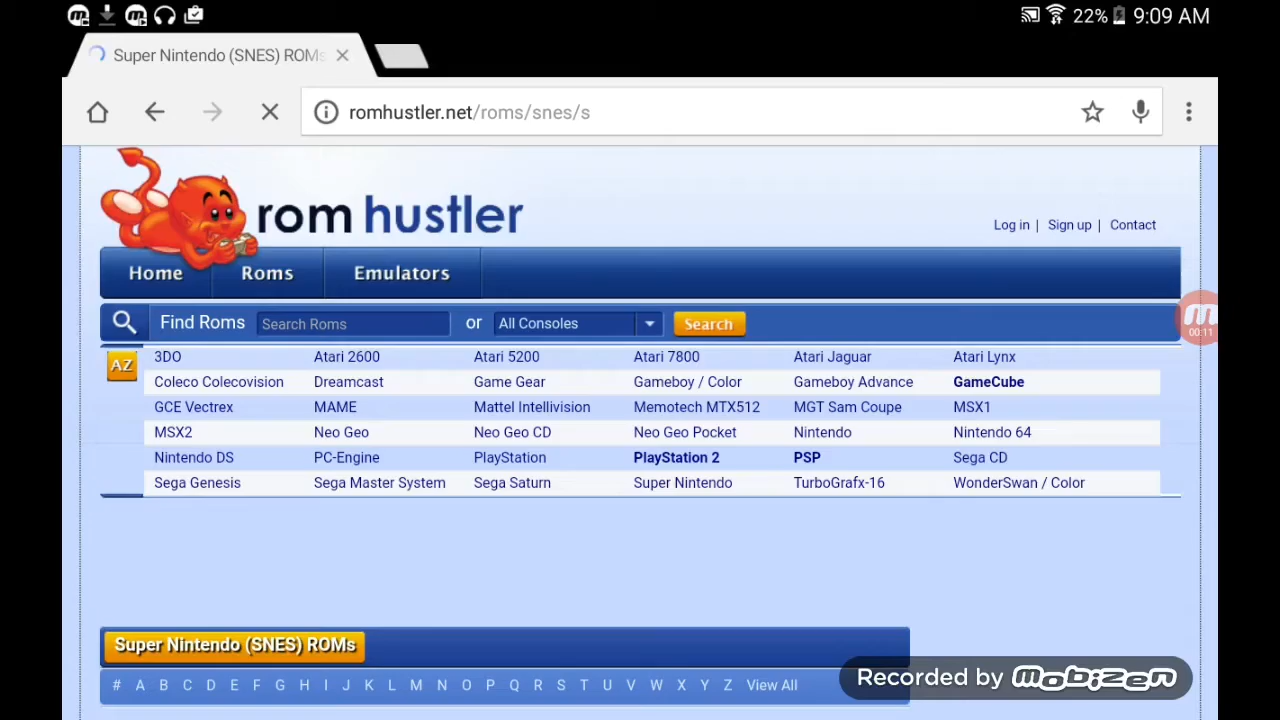 22% 9:09 AM
Super Nintendo (SNES) ROMs
romhustler.net/roms/snes/s
rom hustler
Log in | Sign up | Contact
Home Roms Emulators
Find Roms Search Roms or All Consoles Search
00:11
AZ
3DO Atari 2600 Atari 5200 Atari 7800 Atari Jaguar Atari Lynx
Coleco Colecovision Dreamcast Game Gear Gameboy / Color Gameboy Advance GameCube
GCE Vectrex MAME Mattel Intellivision Memotech MTX512 MGT Sam Coupe MSX1
MSX2 Neo Geo Neo Geo CD Neo Geo Pocket Nintendo Nintendo 64
Nintendo DS PC-Engine PlayStation PlayStation 2 PSP Sega CD
Sega Genesis Sega Master System Sega Saturn Super Nintendo TurboGrafx-16 WonderSwan / Color
Super Nintendo (SNES) ROMs
# A B C D E F G H I J K L M N O P Q R S T U V W X Y Z View All
Recorded by mobizen